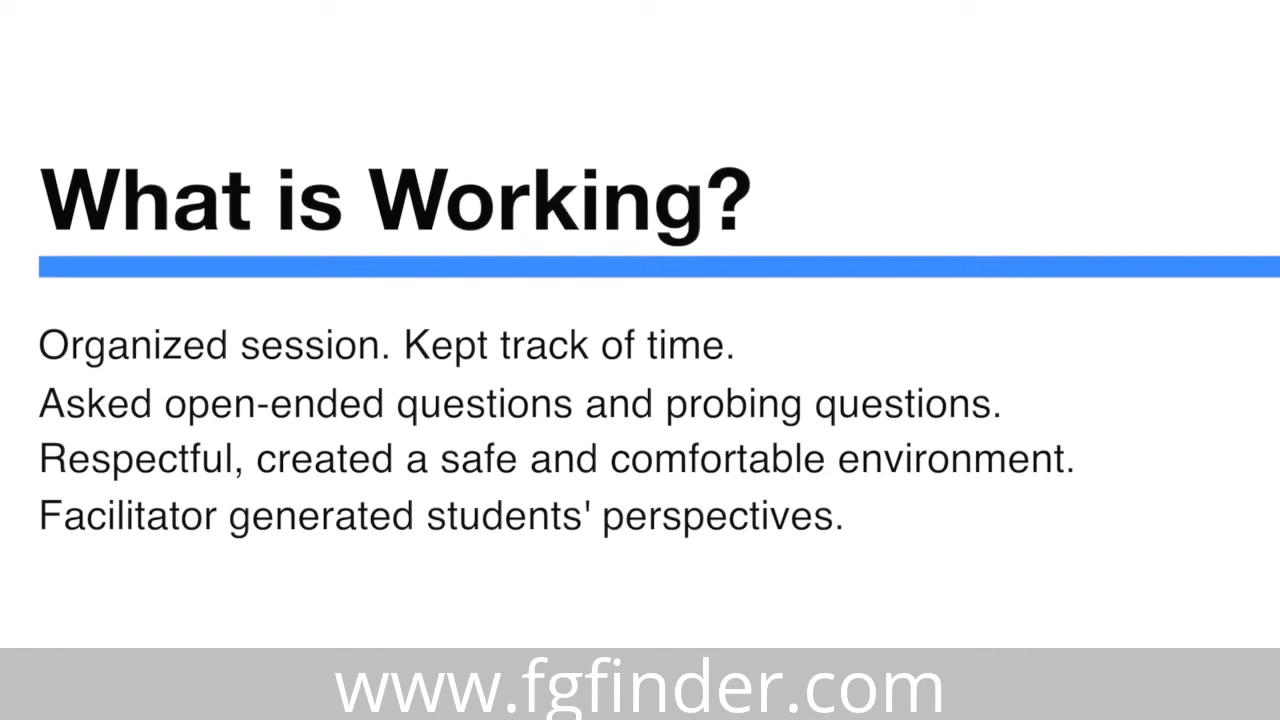 What is Working?
Organized session. Kept track of time.
Asked open-ended questions and probing questions.
Respectful, created a safe and comfortable environment.
Facilitator generated students' perspectives.
www.fgfinder.com